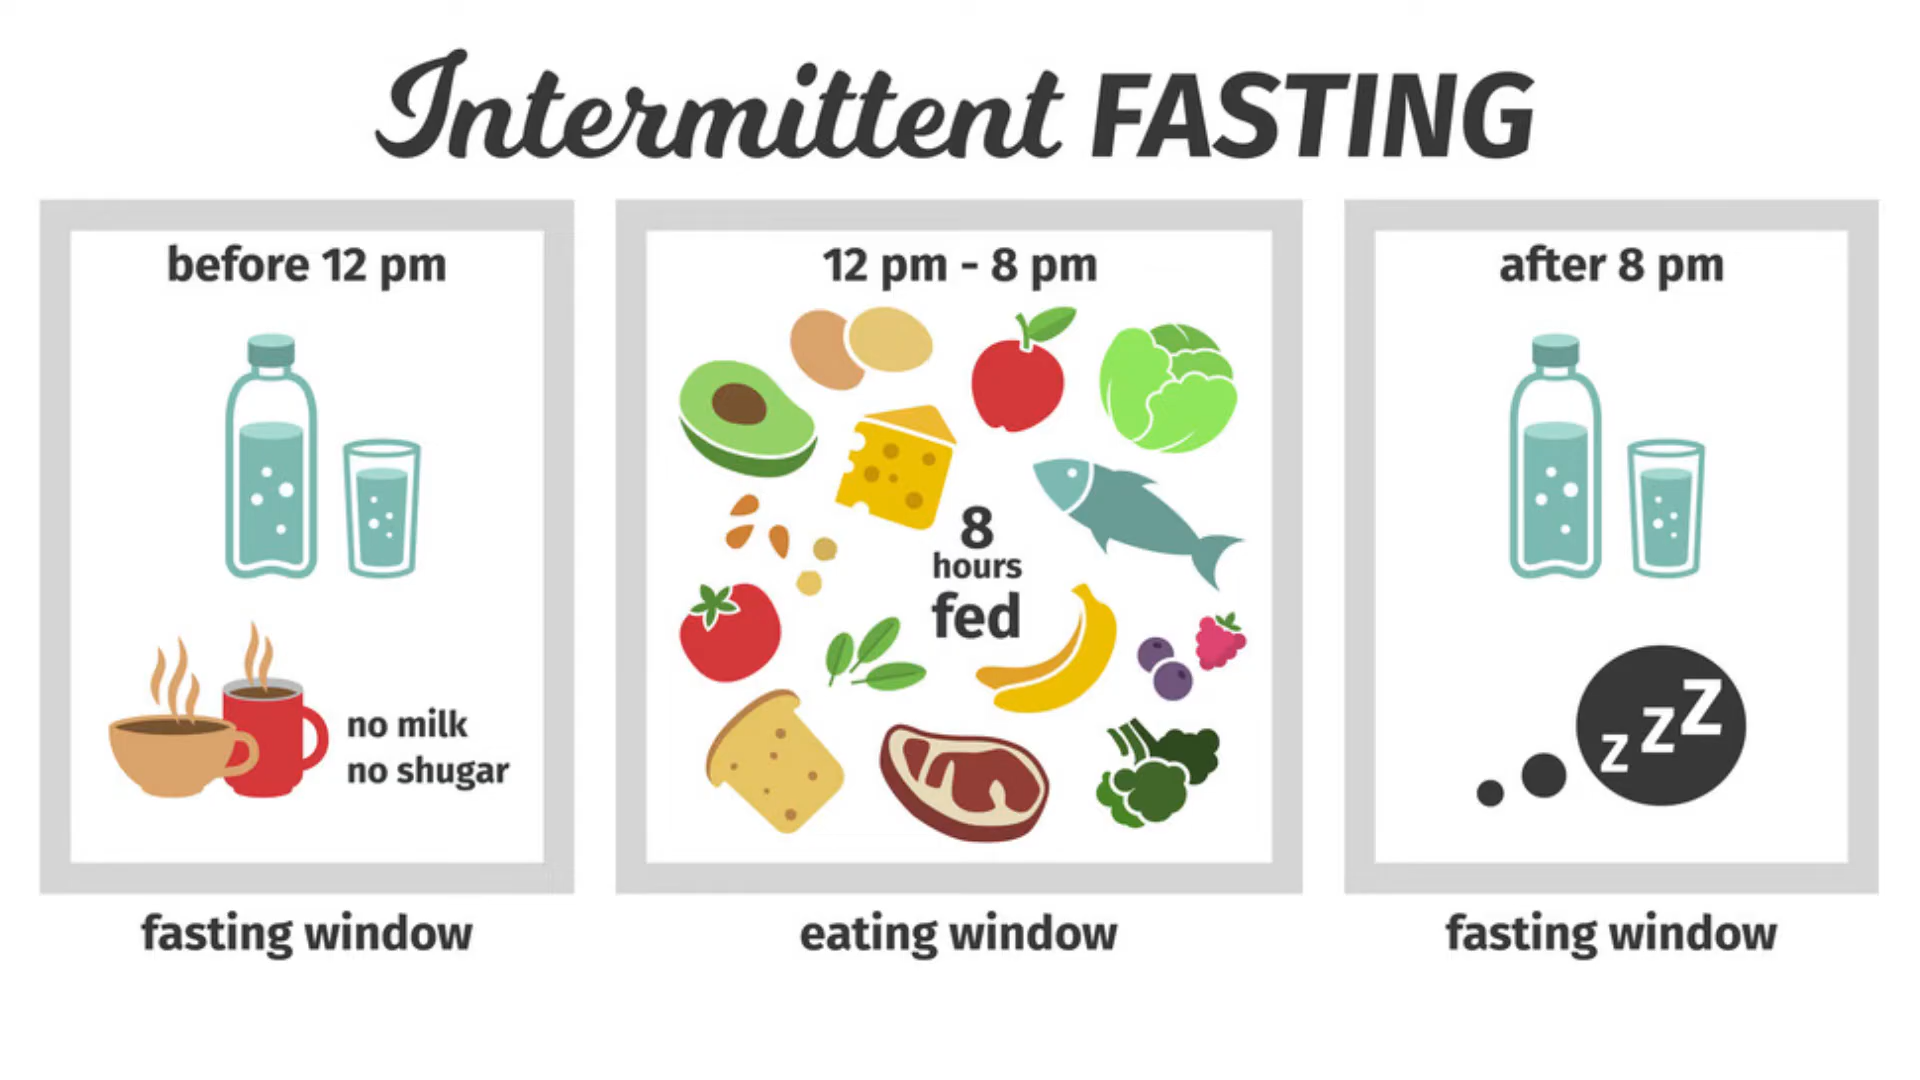 Intermittent FASTING
before 12 pm
no milk
no shugar
fasting window
12 pm - 8 pm
8
hours
fed
eating window
after 8 pm
z z Z
fasting window